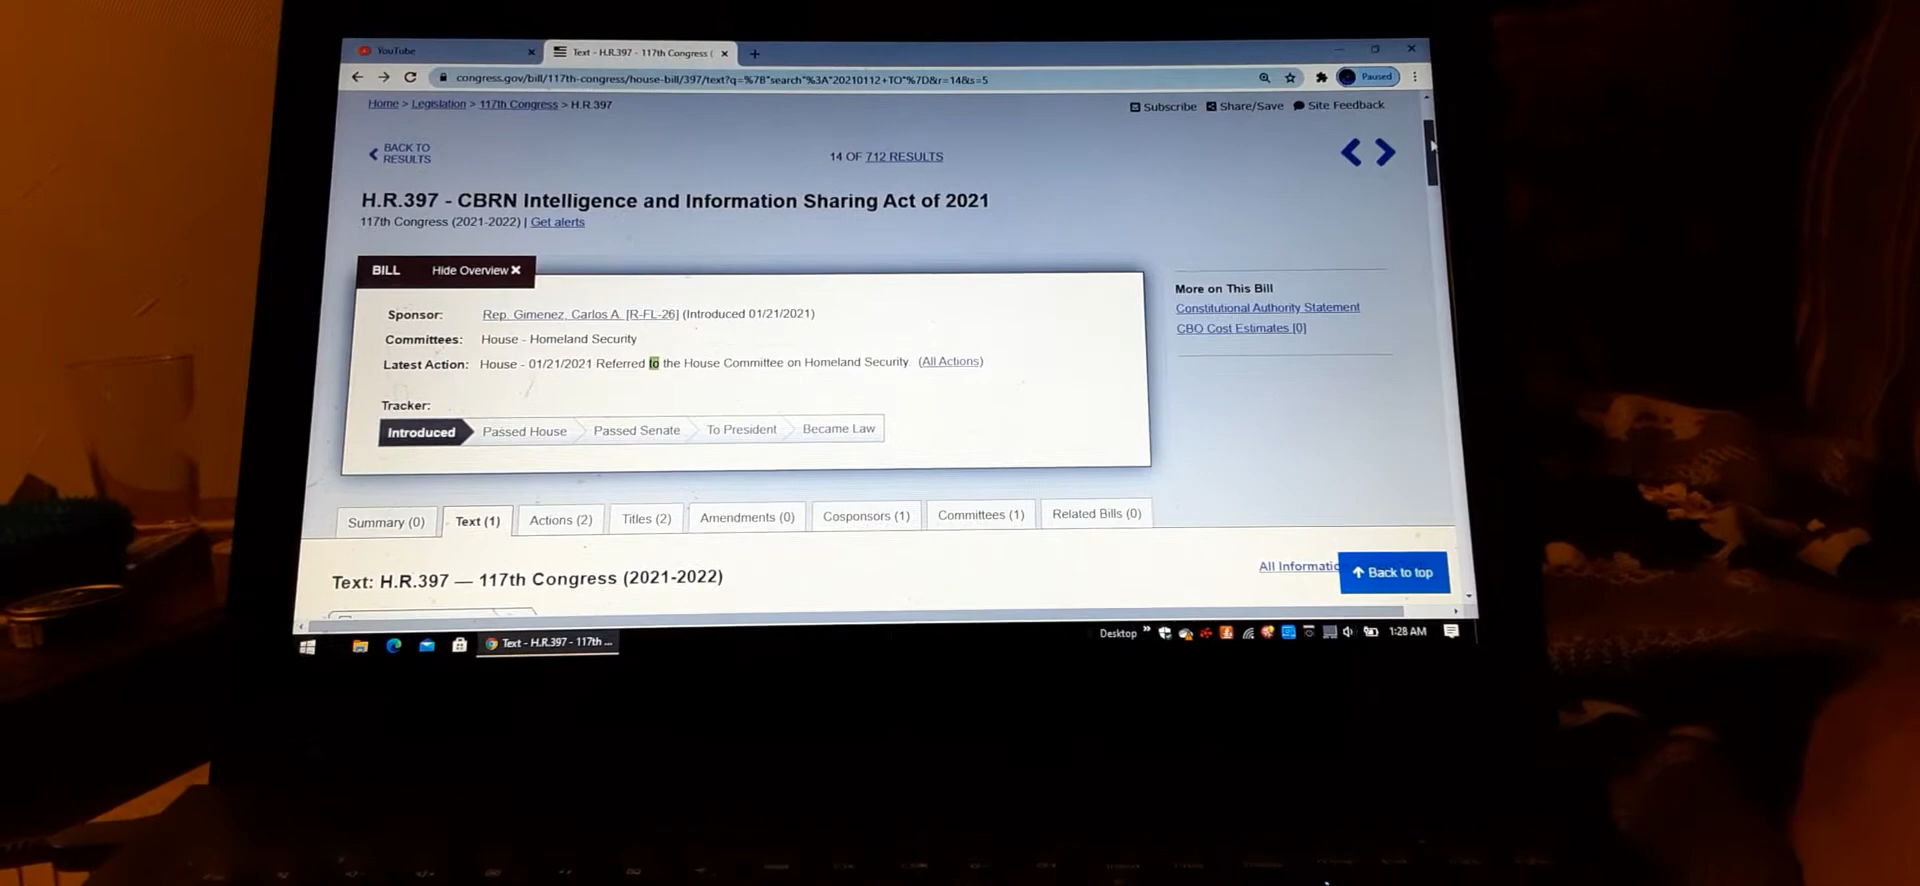 YouTube
Text - H.R.397 - 117th Congress (
congress.gov/bill/117th-congress/house-bill/397/text?q=%7B"search"%3A"20210112+TO"%7D&r=14&s=5
Paused
Home > Legislation > 117th Congress > H.R.397
Subscribe Share/Save Site Feedback
BACK TO
RESULTS
14 OF 712 RESULTS
H.R.397 - CBRN Intelligence and Information Sharing Act of 2021
117th Congress (2021-2022) | Get alerts
BILL Hide Overview
Sponsor: Rep. Gimenez, Carlos A. [R-FL-26] (Introduced 01/21/2021)
Committees: House - Homeland Security
Latest Action: House - 01/21/2021 Referred to the House Committee on Homeland Security. (All Actions)
Tracker:
Introduced Passed House Passed Senate To President Became Law
More on This Bill
Constitutional Authority Statement
CBO Cost Estimates [0]
Summary (0) Text (1) Actions (2) Titles (2) Amendments (0) Cosponsors (1) Committees (1) Related Bills (0)
Text: H.R.397 — 117th Congress (2021-2022)
All Informatio
Back to top
Text - H.R.397 - 117th ...
Desktop
1:28 AM